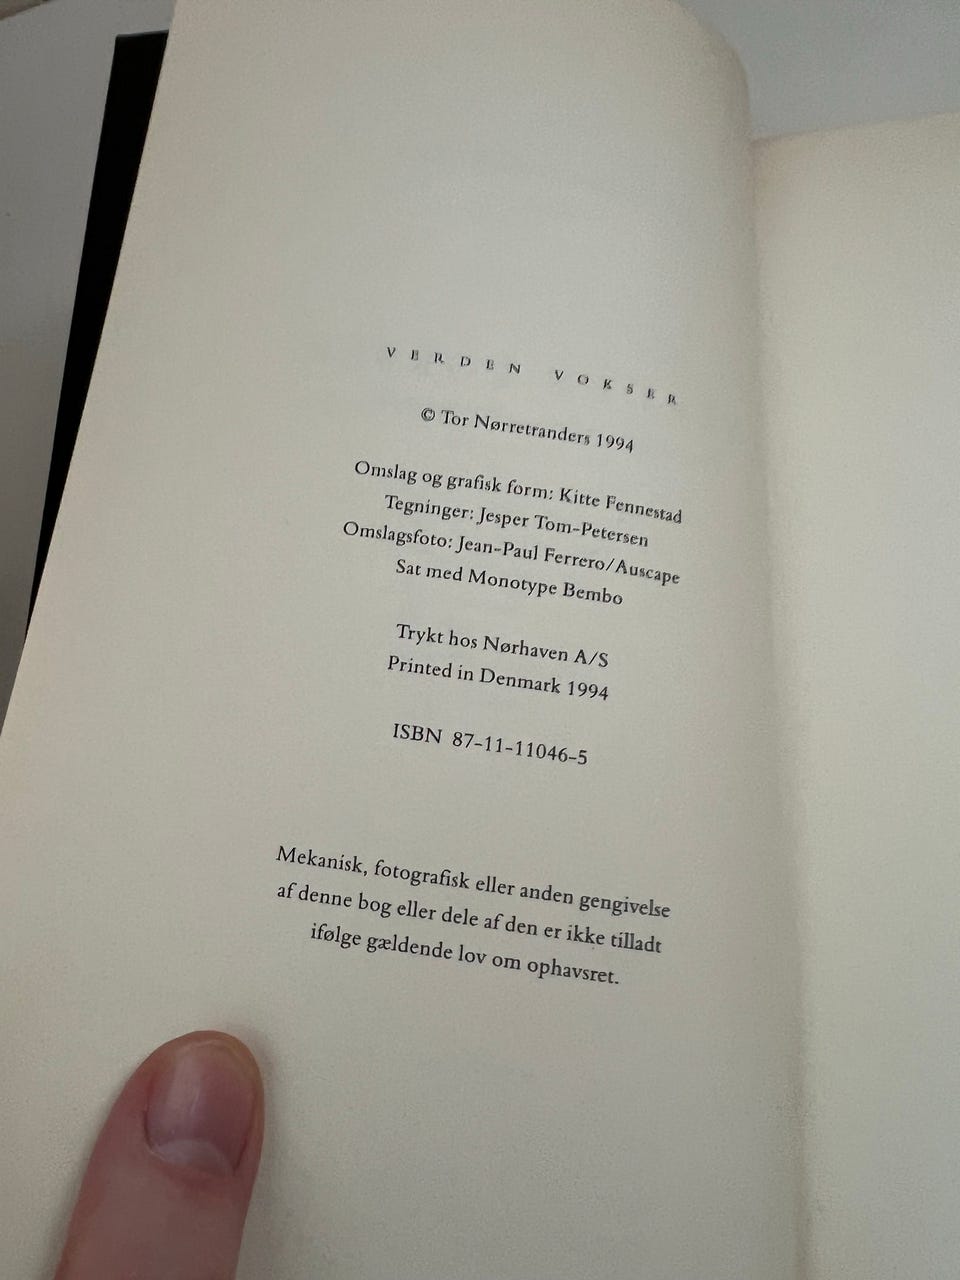 VERDEN VOKSER
© Tor Nørretranders 1994
Omslag og grafisk form: Kitte Fennestad
Tegninger: Jesper Tom-Petersen
Omslagsfoto: Jean-Paul Ferrero/Auscape
Sat med Monotype Bembo
Trykt hos Nørhaven A/S
Printed in Denmark 1994
ISBN 87-11-11046-5
Mekanisk, fotografisk eller anden gengivelse
af denne bog eller dele af den er ikke tilladt
ifølge gældende lov om ophavsret.